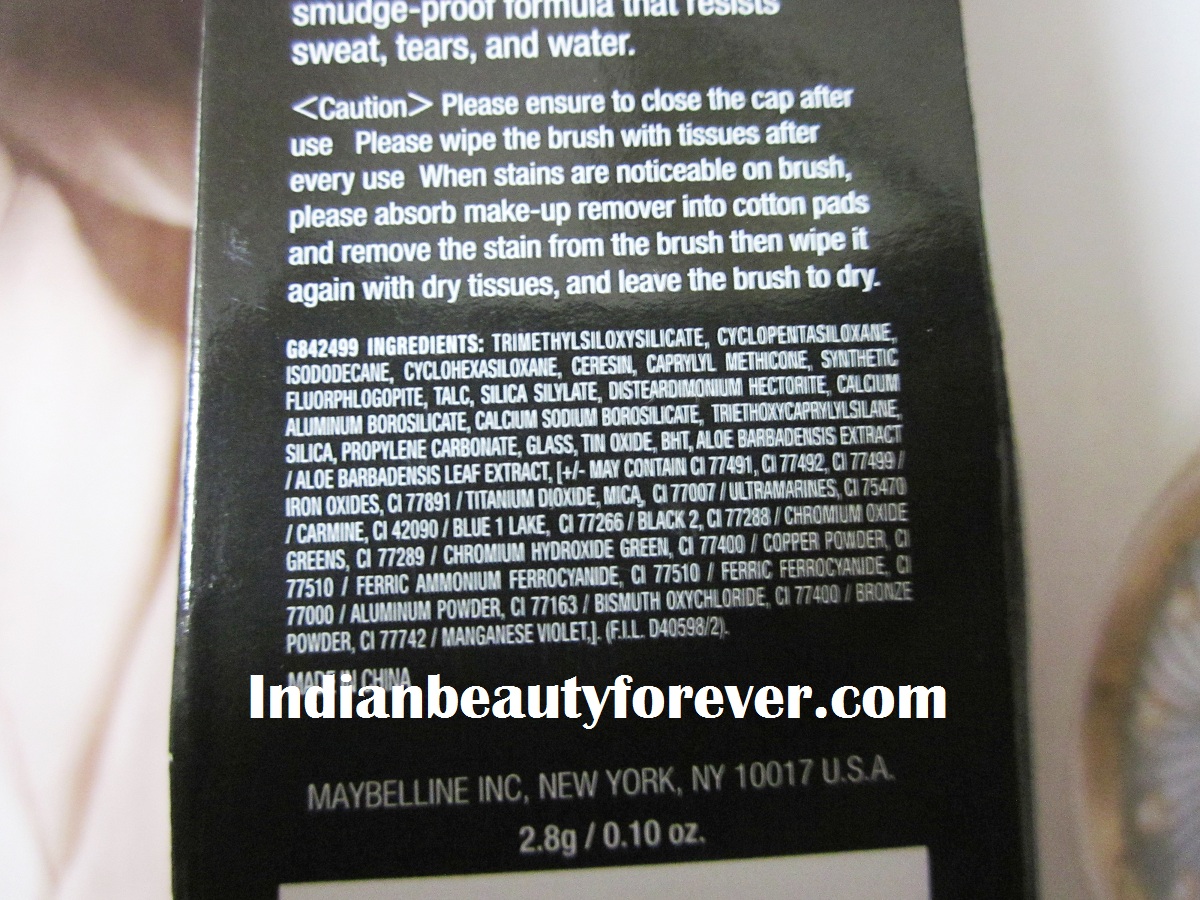 smudge-proof formula that resists
sweat, tears, and water.
<Caution> Please ensure to close the cap after
use Please wipe the brush with tissues after
every use When stains are noticeable on brush,
please absorb make-up remover into cotton pads
and remove the stain from the brush then wipe it
again with dry tissues, and leave the brush to dry.
G842499 INGREDIENTS: TRIMETHYLSILOXYSILICATE, CYCLOPENTASILOXANE,
ISODODECANE, CYCLOHEXASILOXANE, CERESIN, CAPRYLYL METHICONE, SYNTHETIC
FLUORPHLOGOPITE, TALC, SILICA SILYLATE, DISTEARDIMONIUM HECTORITE, CALCIUM
ALUMINUM BOROSILICATE, CALCIUM SODIUM BOROSILICATE, TRIETHOXYCAPRYLYLSILANE,
SILICA, PROPYLENE CARBONATE, GLASS, TIN OXIDE, BHT, ALOE BARBADENSIS EXTRACT
/ ALOE BARBADENSIS LEAF EXTRACT, [+/- MAY CONTAIN CI 77491, CI 77492, CI 77499 /
IRON OXIDES, CI 77891 / TITANIUM DIOXIDE, MICA, CI 77007 / ULTRAMARINES, CI 75470
/ CARMINE, CI 42090 / BLUE 1 LAKE, CI 77266 / BLACK 2, CI 77288 / CHROMIUM OXIDE
GREENS, CI 77289 / CHROMIUM HYDROXIDE GREEN, CI 77400 / COPPER POWDER, CI
77510 / FERRIC AMMONIUM FERROCYANIDE, CI 77510 / FERRIC FERROCYANIDE, CI
77000 / ALUMINUM POWDER, CI 77163 / BISMUTH OXYCHLORIDE, CI 77400 / BRONZE
POWDER, CI 77742 / MANGANESE VIOLET,]. (F.I.L. D40598/2).
MADE IN CHINA
Indianbeautyforever.com
MAYBELLINE INC, NEW YORK, NY 10017 U.S.A.
2.8g / 0.10 oz.